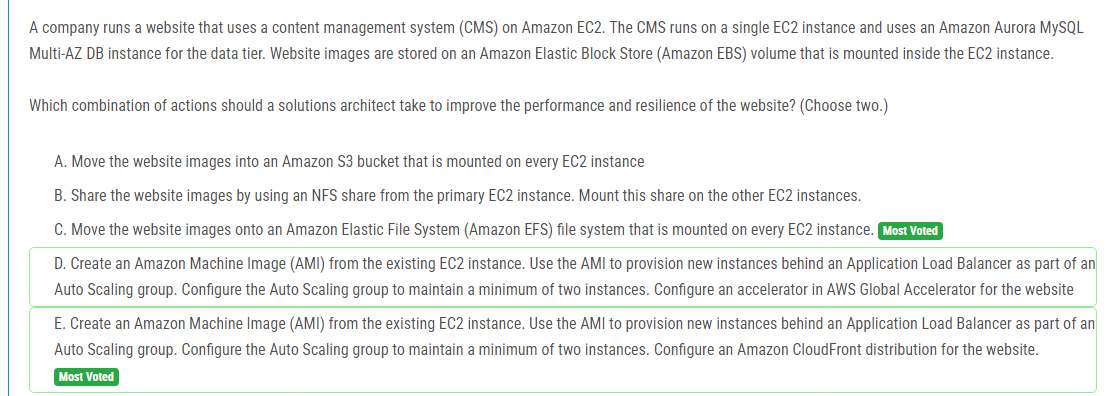 A company runs a website that uses a content management system (CMS) on Amazon EC2. The CMS runs on a single EC2 instance and uses an Amazon Aurora MySQL
Multi-AZ DB instance for the data tier. Website images are stored on an Amazon Elastic Block Store (Amazon EBS) volume that is mounted inside the EC2 instance.
Which combination of actions should a solutions architect take to improve the performance and resilience of the website? (Choose two.)
A. Move the website images into an Amazon S3 bucket that is mounted on every EC2 instance
B. Share the website images by using an NFS share from the primary EC2 instance. Mount this share on the other EC2 instances.
C. Move the website images onto an Amazon Elastic File System (Amazon EFS) file system that is mounted on every EC2 instance. Most Voted
D. Create an Amazon Machine Image (AMI) from the existing EC2 instance. Use the AMI to provision new instances behind an Application Load Balancer as part of an
Auto Scaling group. Configure the Auto Scaling group to maintain a minimum of two instances. Configure an accelerator in AWS Global Accelerator for the website
E. Create an Amazon Machine Image (AMI) from the existing EC2 instance. Use the AMI to provision new instances behind an Application Load Balancer as part of an
Auto Scaling group. Configure the Auto Scaling group to maintain a minimum of two instances. Configure an Amazon CloudFront distribution for the website.
Most Voted